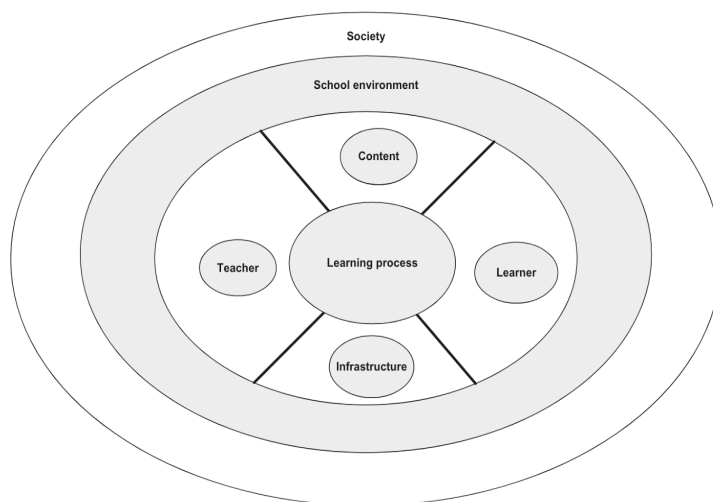 Society
School environment
Content
Teacher
Learning process
Learner
Infrastructure